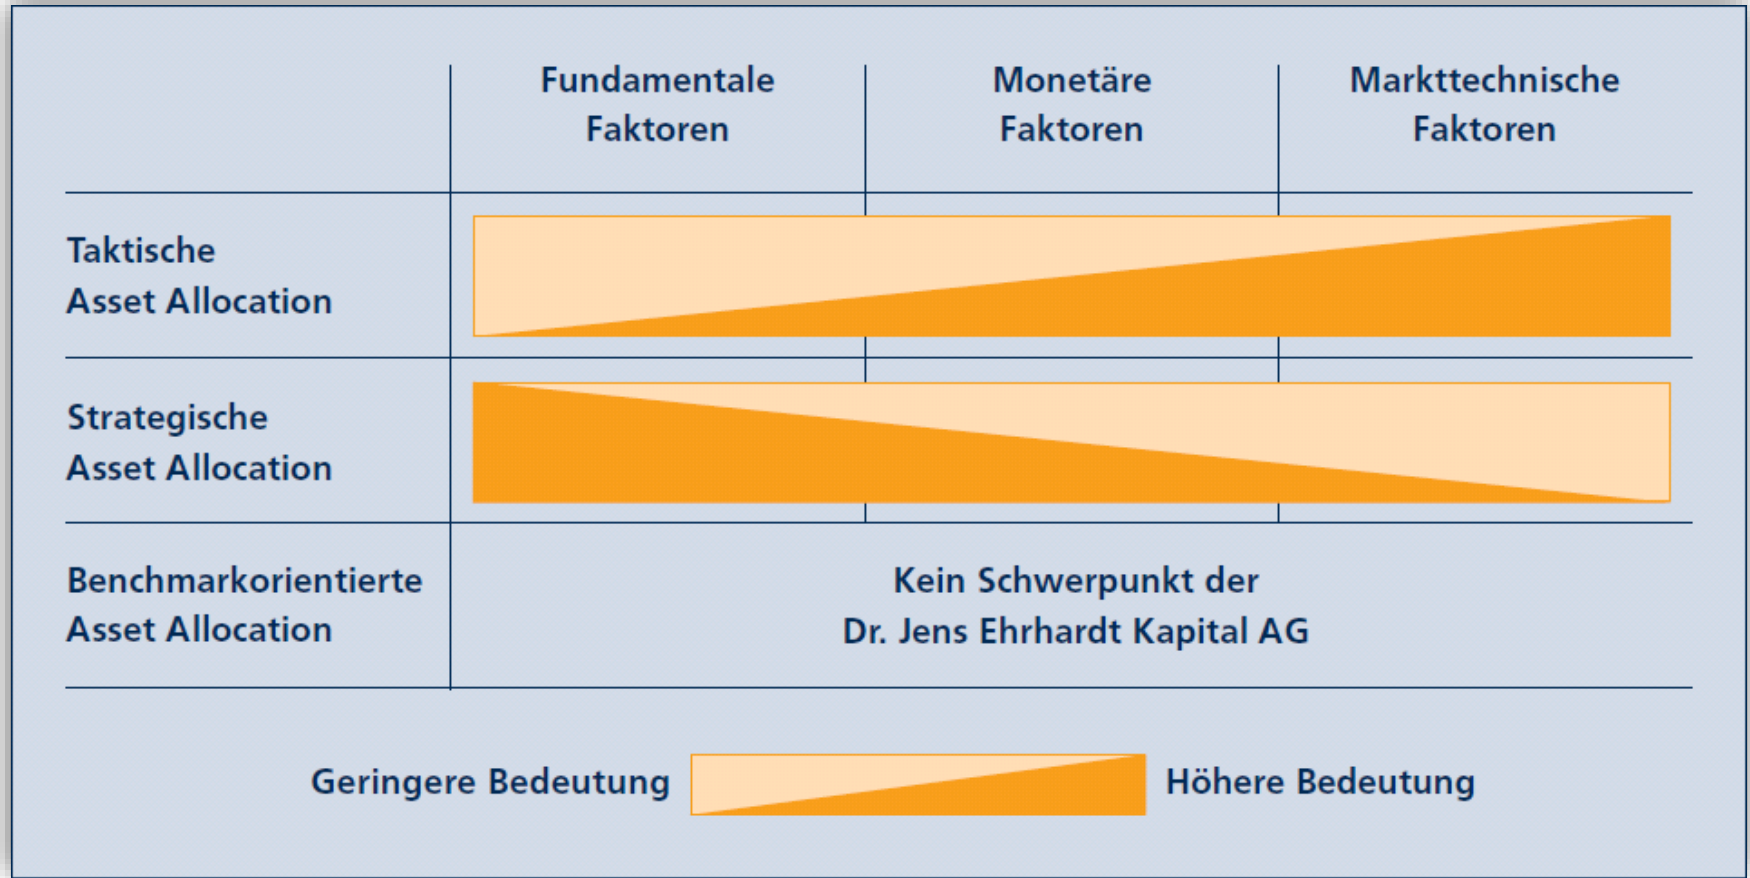 Fundamentale
Faktoren
Monetäre
Faktoren
Markttechnische
Faktoren
Taktische
Asset Allocation
Strategische
Asset Allocation
Benchmarkorientierte
Asset Allocation
Kein Schwerpunkt der
Dr. Jens Ehrhardt Kapital AG
Geringere Bedeutung
Höhere Bedeutung